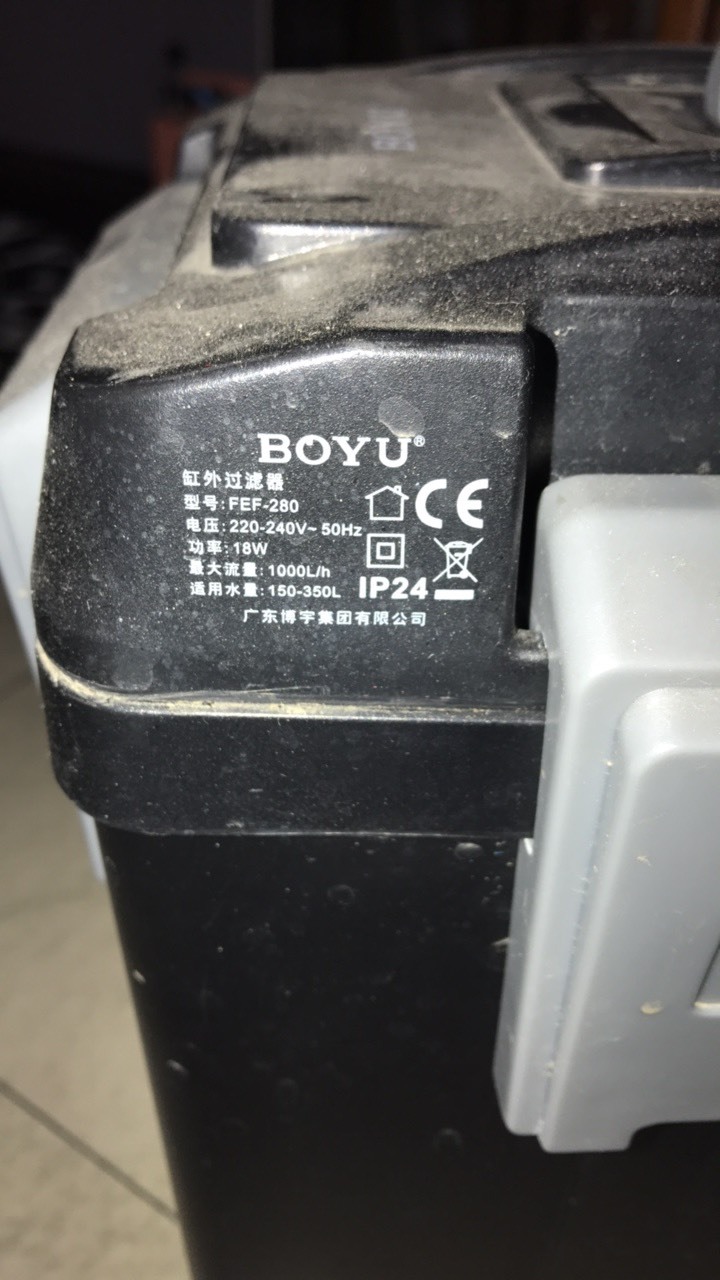 BOYU®
缸外过滤器
型号:FEF-280
电压:220-240V~50Hz
功率:18W
最大流量:1000L/h
适用水量:150-350L
CE
IP24
广东博宇集团有限公司